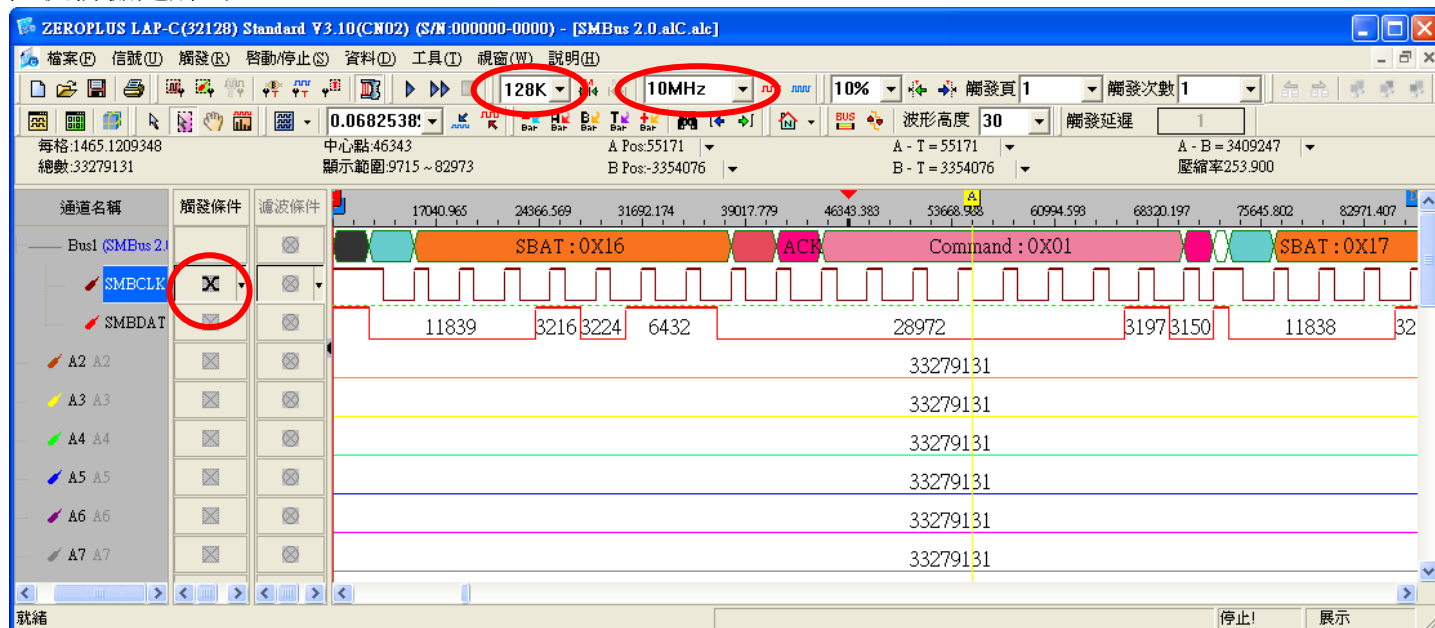 ZEROPLUS LAP-C(32128) Standard V3.10(CN02) (S/N:000000-0000) - [SMBus 2.0.alC.alc]
檔案(F) 信號(U) 觸發(R) 啓動/停止(S) 資料(D) 工具(T) 視窗(W) 說明(H)
128K 10MHz 10% 觸發頁 1 觸發次數 1
0.0682538 Bar Bar Bar Bar Bar BUS 波形高度 30 觸發延遲 1
每格:1465.1209348 中心點:46343 A Pos:55171 A - T = 55171 A - B = 3409247
總數:33279131 顯示範圍:9715 ~ 82973 B Pos:-3354076 B - T = 3354076 壓縮率253.900
通道名稱 觸發條件 濾波條件 17040.965 24366.569 31692.174 39017.779 46343.383 A 53668.988 60994.593 68320.197 75645.802 82971.407
Bus1 (SMBus 2.0 SBAT : 0X16 ACK Command : 0X01 SBAT : 0X17
SMBCLK
SMBDAT 11839 3216 3224 6432 28972 3197 3150 11838 32
A2 A2 33279131
A3 A3 33279131
A4 A4 33279131
A5 A5 33279131
A6 A6 33279131
A7 A7 33279131
就緒 停止! 展示